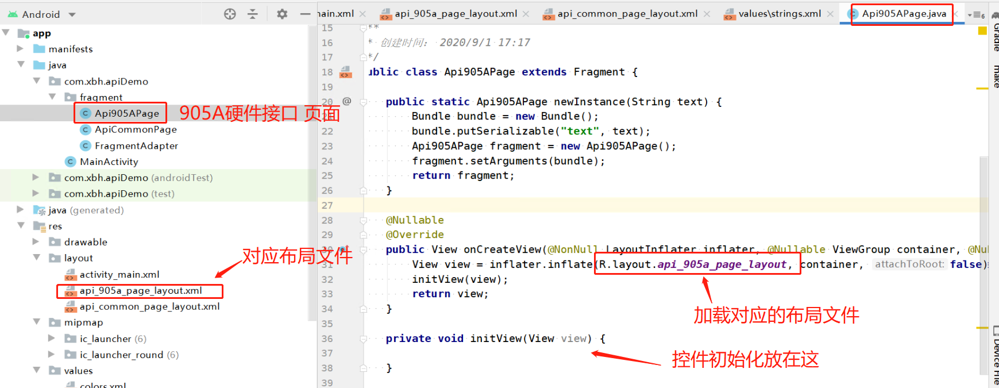 Android
main.xml
api_905a_page_layout.xml
api_common_page_layout.xml
values\strings.xml
Api905APage.java
6
app
manifests
java
com.xbh.apiDemo
fragment
Api905APage
905A硬件接口 页面
ApiCommonPage
FragmentAdapter
MainActivity
com.xbh.apiDemo (androidTest)
com.xbh.apiDemo (test)
java (generated)
res
drawable
layout
对应布局文件
activity_main.xml
api_905a_page_layout.xml
api_common_page_layout.xml
mipmap
ic_launcher (6)
ic_launcher_round (6)
values
colors.xml
15 **
16 * 创建时间： 2020/9/1 17:17
17 */
18 ublic class Api905APage extends Fragment {
19
20 @ public static Api905APage newInstance(String text) {
21 Bundle bundle = new Bundle();
22 bundle.putSerializable("text", text);
23 Api905APage fragment = new Api905APage();
24 fragment.setArguments(bundle);
25 return fragment;
26 }
27
28 @Nullable
29 @Override
30 public View onCreateView(@NonNull LayoutInflater inflater, @Nullable ViewGroup container, @Nul
31 View view = inflater.inflate(R.layout.api_905a_page_layout, container, attachToRoot: false);
32 initView(view);
33 return view;
34 }
加载对应的布局文件
35
36 private void initView(View view) {
37
控件初始化放在这
38 }
39
Gradle
make
Device File